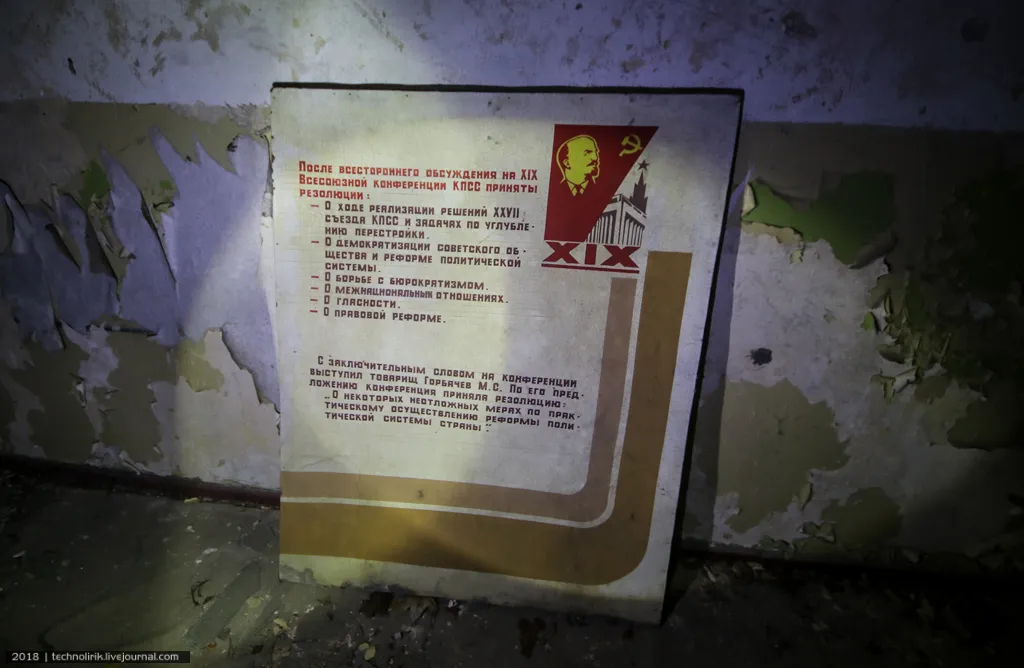 После всестороннего обсуждения на XIX
Всесоюзной конференции КПСС приняты
резолюции:
– О ходе реализации решений XXVII
съезда КПСС и задачах по углубле-
нию перестройки.
– О демократизации советского об-
щества и реформе политической
системы.
– О борьбе с бюрократизмом.
– О межнациональных отношениях.
– О гласности.
– О правовой реформе.
XIX
С заключительным словом на конференции
выступил товарищ Горбачев М.С. По его пред-
ложению конференция приняла резолюцию:
„О некоторых неотложных мерах по прак-
тическому осуществлению реформы поли-
тической системы страны".
2018 | technolirik.livejournal.com